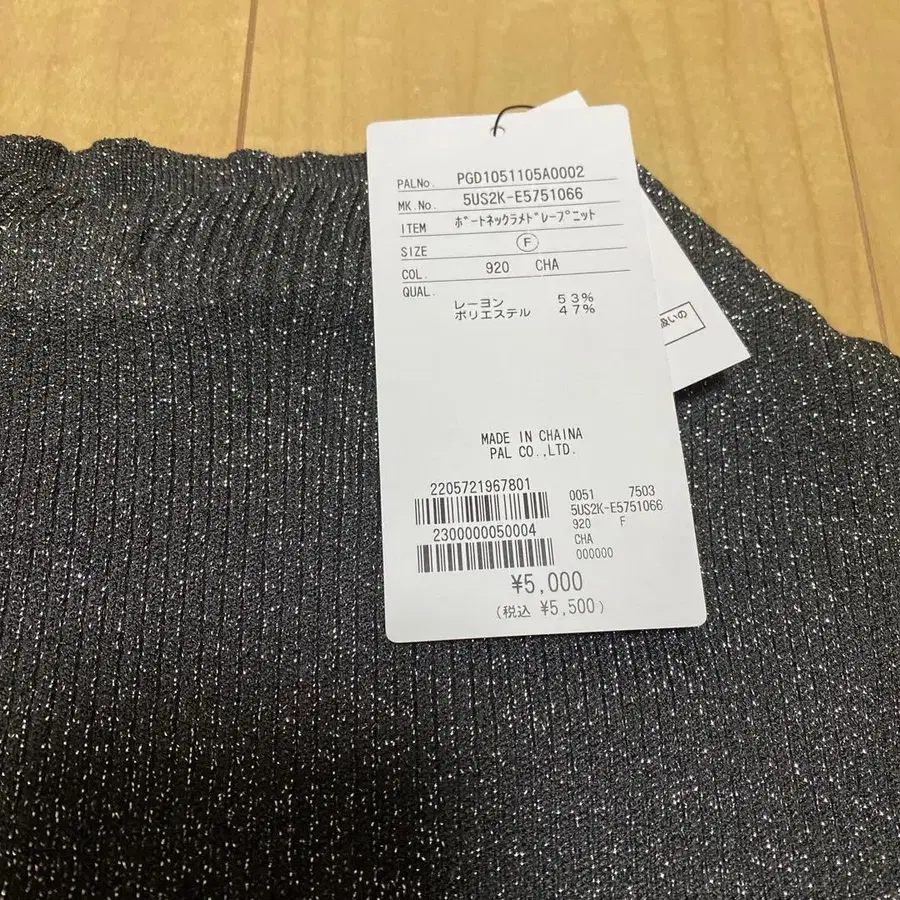 PALNo. PGD1051105A0002
MK.No. 5US2K-E5751066
ITEM ボートネックラメドレープニット
SIZE F
COL. 920 CHA
QUAL.
レーヨン 53%
ポリエステル 47%
MADE IN CHAINA
PAL CO.,LTD.
2205721967801
2300000050004
0051 7503
5US2K-E5751066
920 F
CHA
000000
¥5,000
(税込 ¥5,500)
扱いの